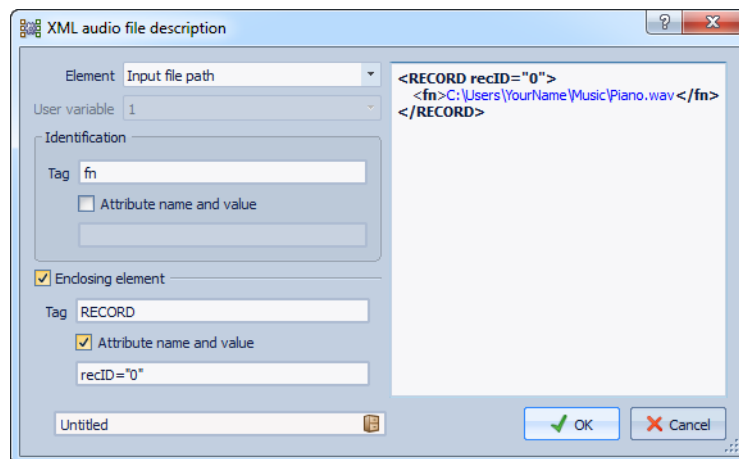 XML audio file description
?
Element Input file path
User variable 1
Identification
Tag fn
Attribute name and value
Enclosing element
Tag RECORD
Attribute name and value
recID="0"
Untitled
<RECORD recID="0">
<fn>C:\Users\YourName\Music\Piano.wav</fn>
</RECORD>
OK
Cancel